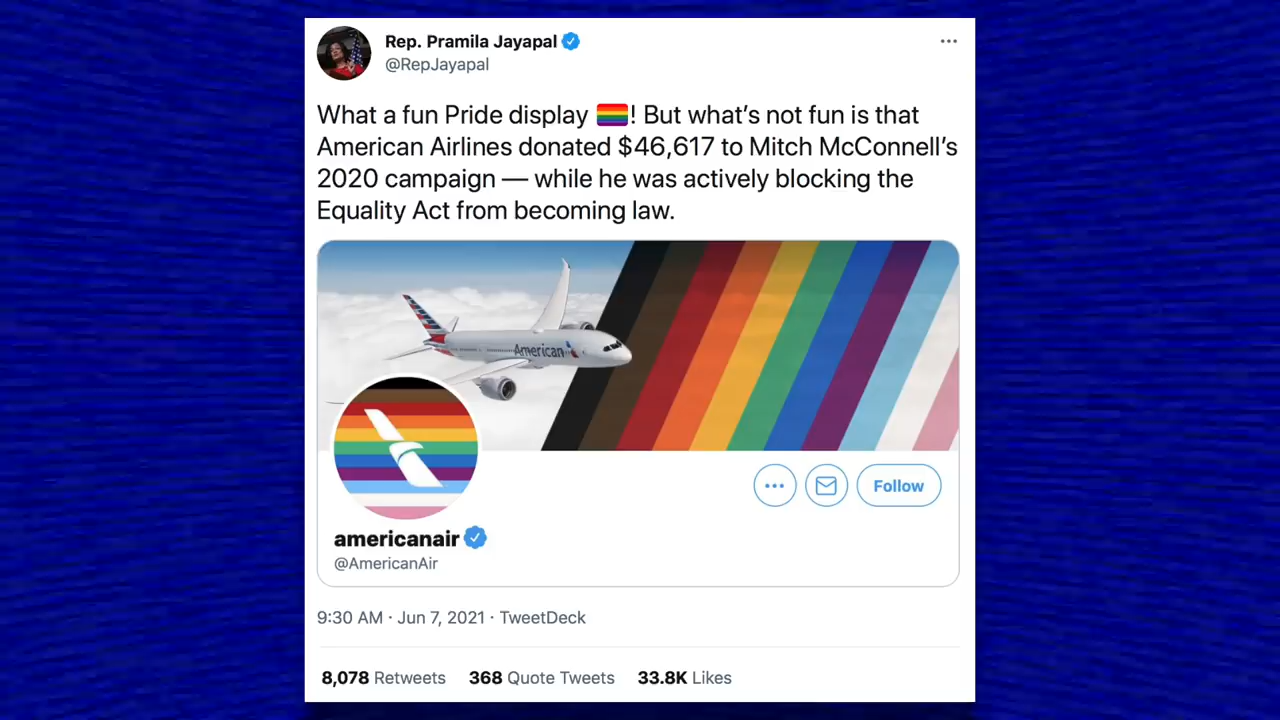 Rep. Pramila Jayapal
@RepJayapal
What a fun Pride display 🏳️‍🌈! But what’s not fun is that
American Airlines donated $46,617 to Mitch McConnell’s
2020 campaign — while he was actively blocking the
Equality Act from becoming law.
American
Follow
americanair
@AmericanAir
9:30 AM · Jun 7, 2021 · TweetDeck
8,078 Retweets 368 Quote Tweets 33.8K Likes